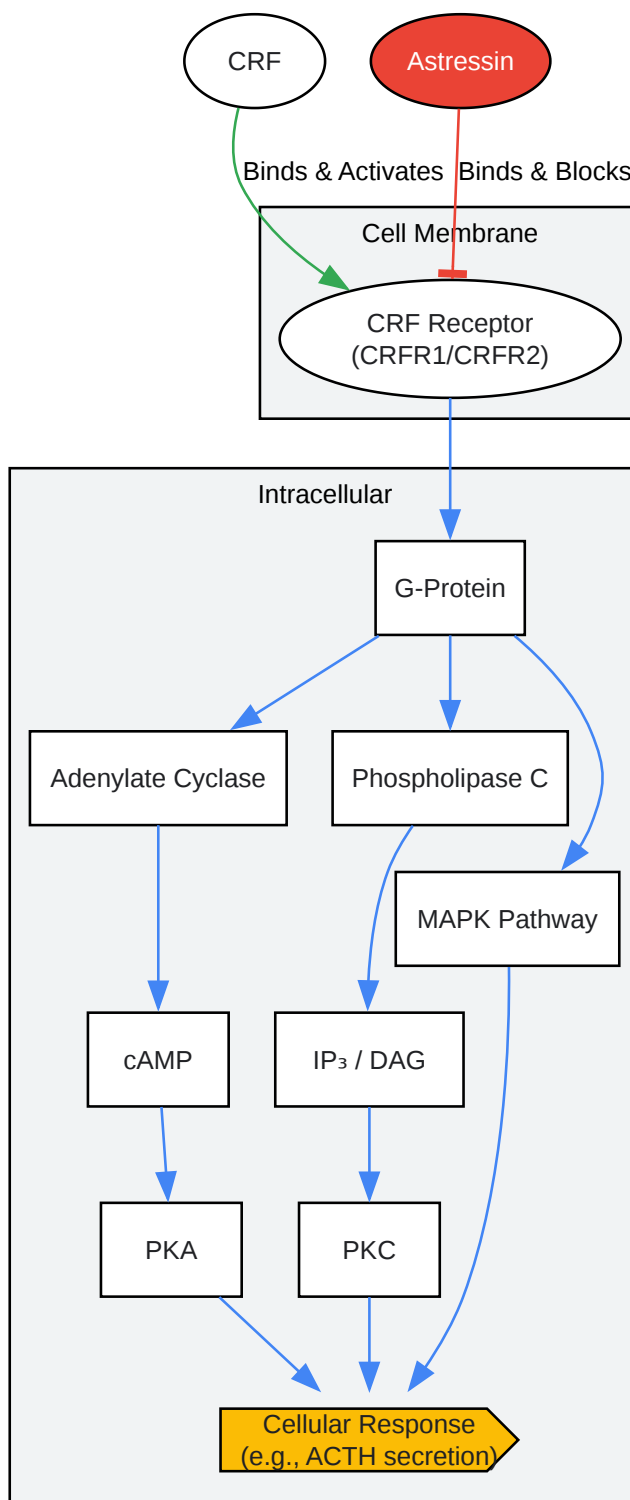 CRF
Astressin
Binds & Activates
Binds & Blocks
Cell Membrane
CRF Receptor
(CRFR1/CRFR2)
Intracellular
G-Protein
Adenylate Cyclase
Phospholipase C
MAPK Pathway
cAMP
IP₃ / DAG
PKA
PKC
Cellular Response
(e.g., ACTH secretion)